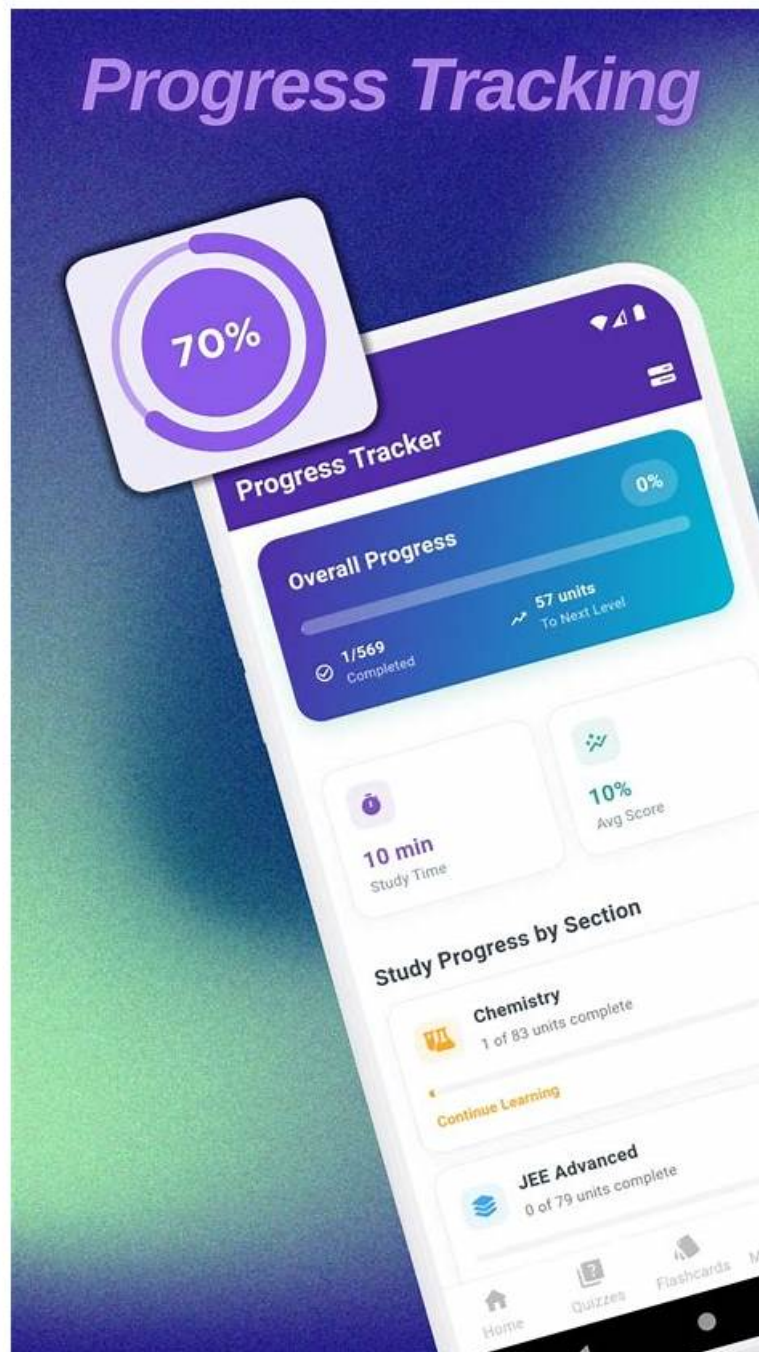 Progress Tracking
70%
Progress Tracker
Overall Progress
0%
1/569
Completed
57 units
To Next Level
10 min
Study Time
10%
Avg Score
Study Progress by Section
Chemistry
1 of 83 units complete
Continue Learning
JEE Advanced
0 of 79 units complete
Home
Quizzes
Flashcards